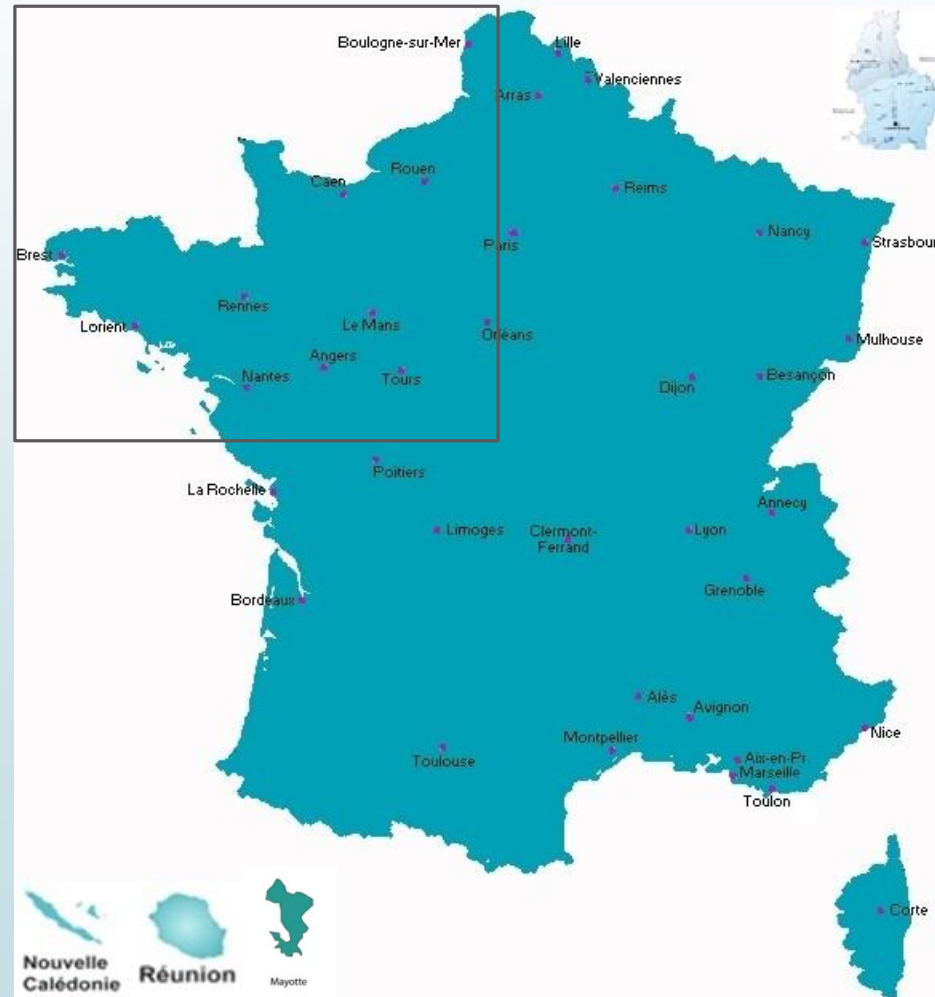 Boulogne-sur-Mer
Lille
Valenciennes
Arras
Rouen
Caen
Reims
Paris
Nancy
Strasbour
Brest
Rennes
Lorient
Le Mans
Orléans
Mulhouse
Angers
Tours
Nantes
Dijon
Besançon
Poitiers
La Rochelle
Annecy
Limoges
Clermont-
Ferrand
Lyon
Grenoble
Bordeaux
Alès
Avignon
Nice
Montpellier
Toulouse
Aix-en-Pr.
Marseille
Toulon
Corte
Nouvelle
Calédonie
Réunion
Mayotte